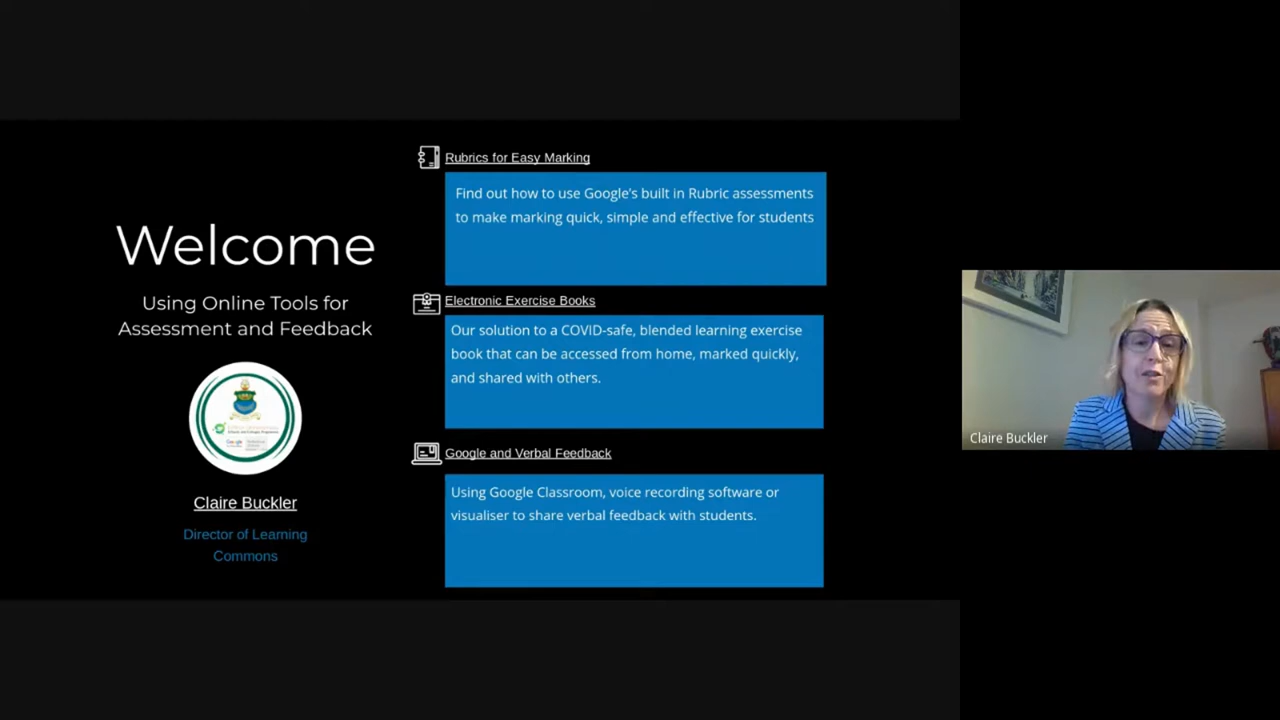 Welcome
Using Online Tools for
Assessment and Feedback
Claire Buckler
Director of Learning
Commons
Rubrics for Easy Marking
Find out how to use Google's built in Rubric assessments
to make marking quick, simple and effective for students
Electronic Exercise Books
Our solution to a COVID-safe, blended learning exercise
book that can be accessed from home, marked quickly,
and shared with others.
Google and Verbal Feedback
Using Google Classroom, voice recording software or
visualiser to share verbal feedback with students.
Claire Buckler